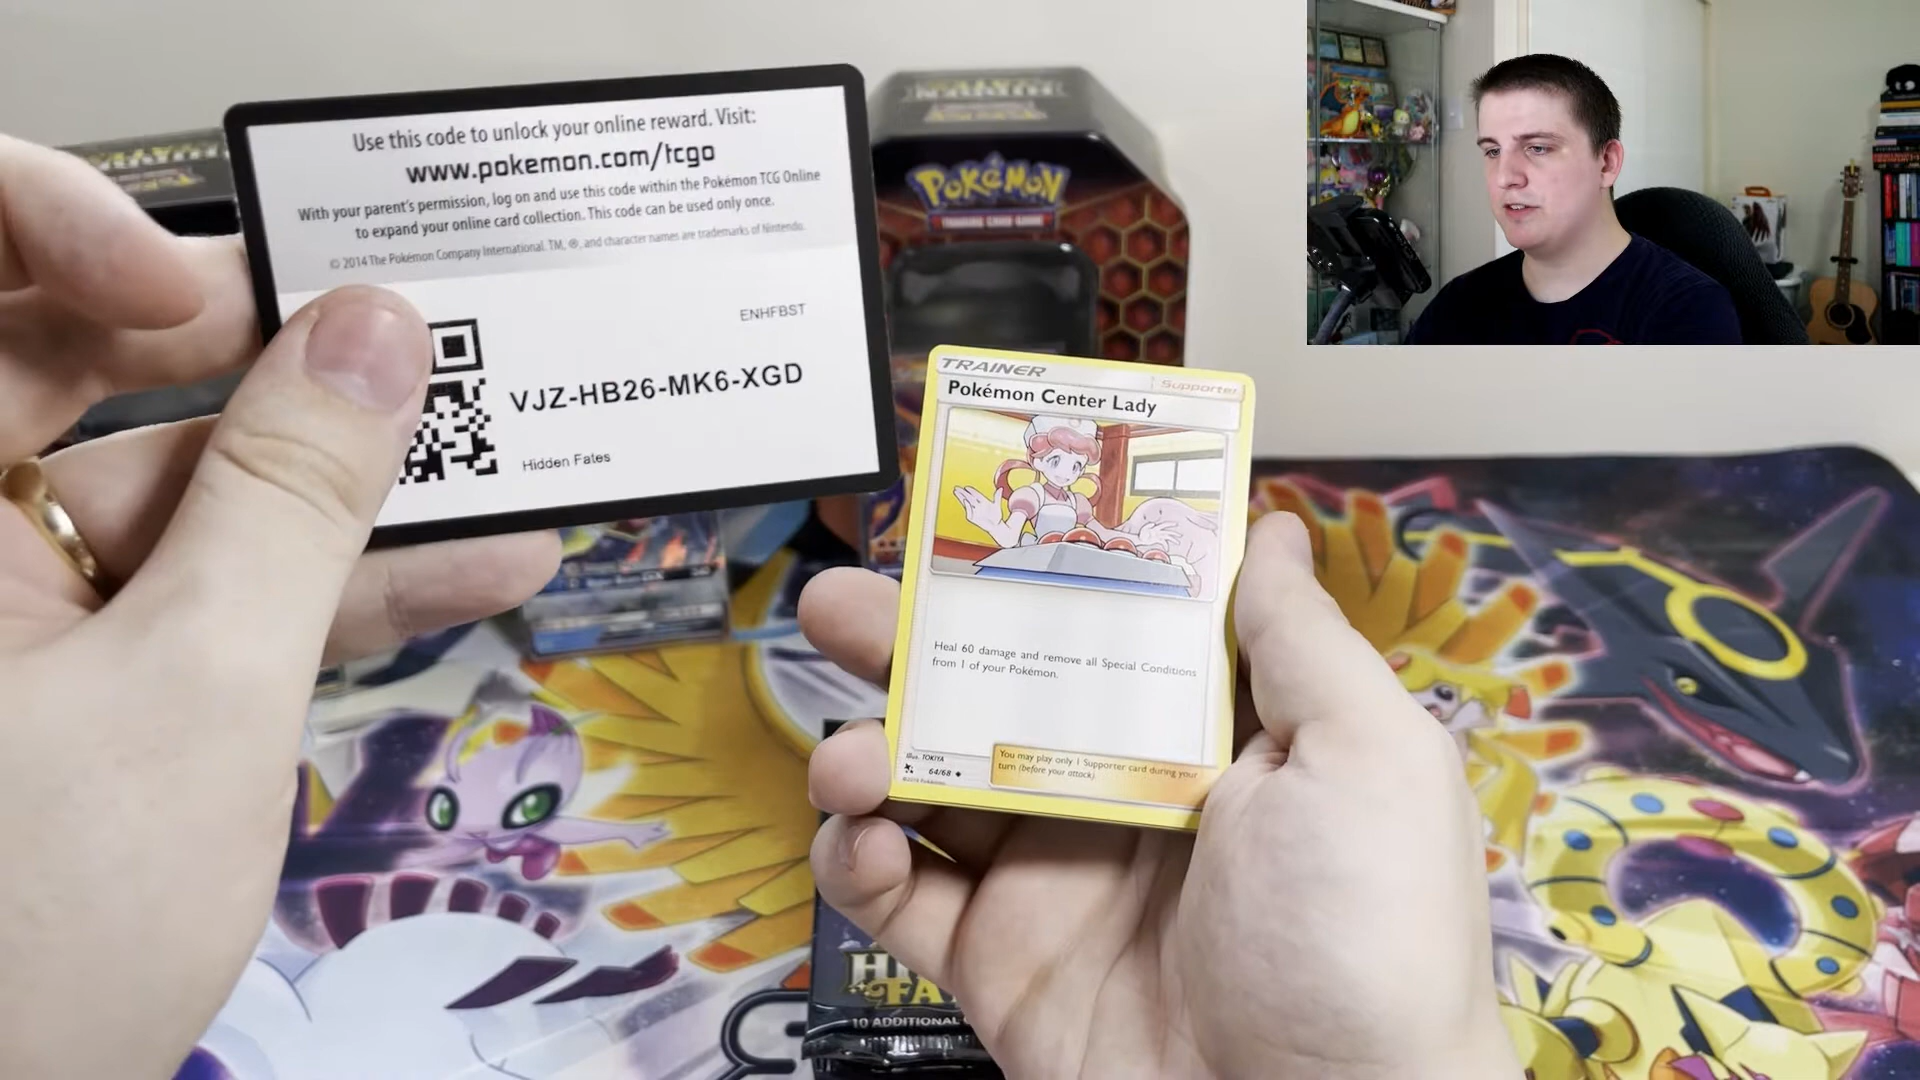 Use this code to unlock your online reward. Visit:
www.pokemon.com/tcgo
With your parent's permission, log on and use this code within the Pokémon TCG Online
to expand your online card collection. This code can be used only once.
© 2014 The Pokémon Company International. TM, ®, and character names are trademarks of Nintendo.
ENHFBST
VJZ-HB26-MK6-XGD
Hidden Fates
POKÉMON
TRADING CARD GAME
TRAINER
Supporter
Pokémon Center Lady
Heal 60 damage and remove all Special Conditions
from 1 of your Pokémon.
You may play only 1 Supporter card during your
turn (before your attack).
Illus. TOKIYA
64/68
10 ADDITIONAL